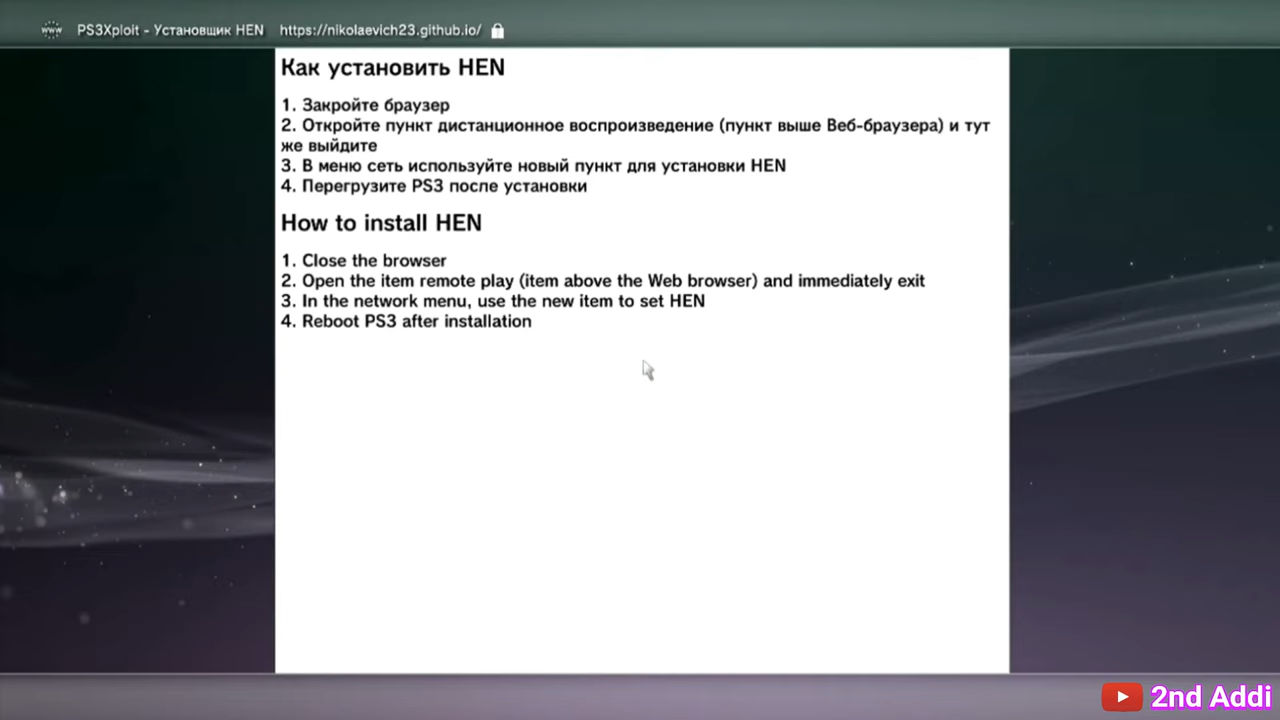 PS3Xploit - Установщик HEN https://nikolaevich23.github.io/
Как установить HEN
1. Закройте браузер
2. Откройте пункт дистанционное воспроизведение (пункт выше Веб-браузера) и тут
же выйдите
3. В меню сеть используйте новый пункт для установки HEN
4. Перегрузите PS3 после установки
How to install HEN
1. Close the browser
2. Open the item remote play (item above the Web browser) and immediately exit
3. In the network menu, use the new item to set HEN
4. Reboot PS3 after installation
2nd Addi